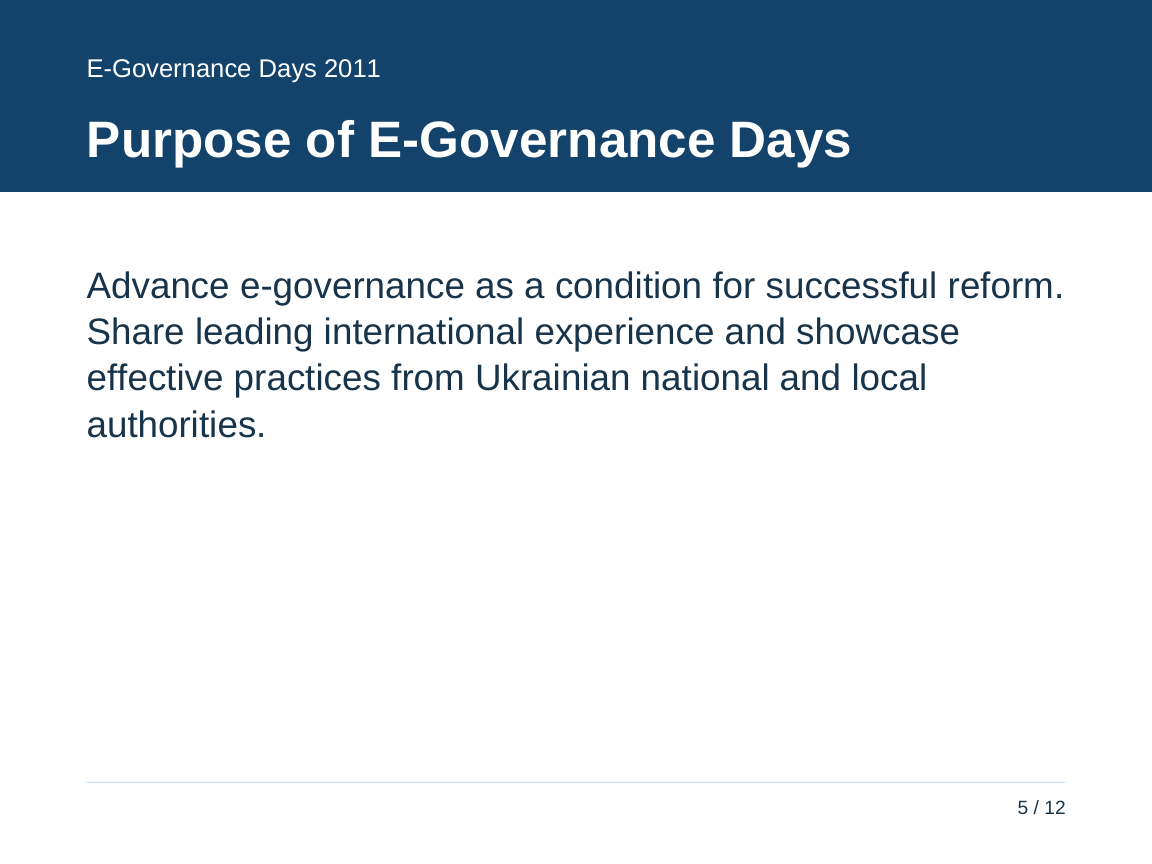 E-Governance Days 2011
Purpose of E-Governance Days
Advance e-governance as a condition for successful reform.
Share leading international experience and showcase
effective practices from Ukrainian national and local
authorities.
5 / 12